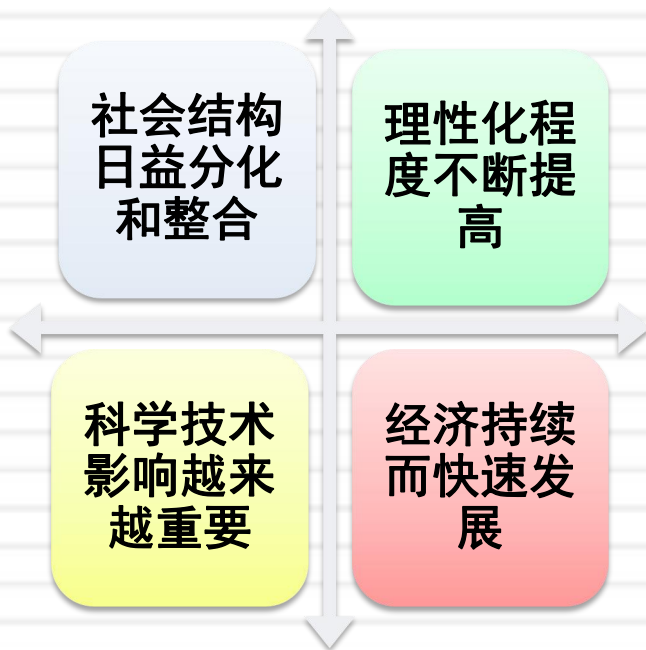 社会结构
日益分化
和整合
理性化程
度不断提
高
科学技术
影响越来
越重要
经济持续
而快速发
展